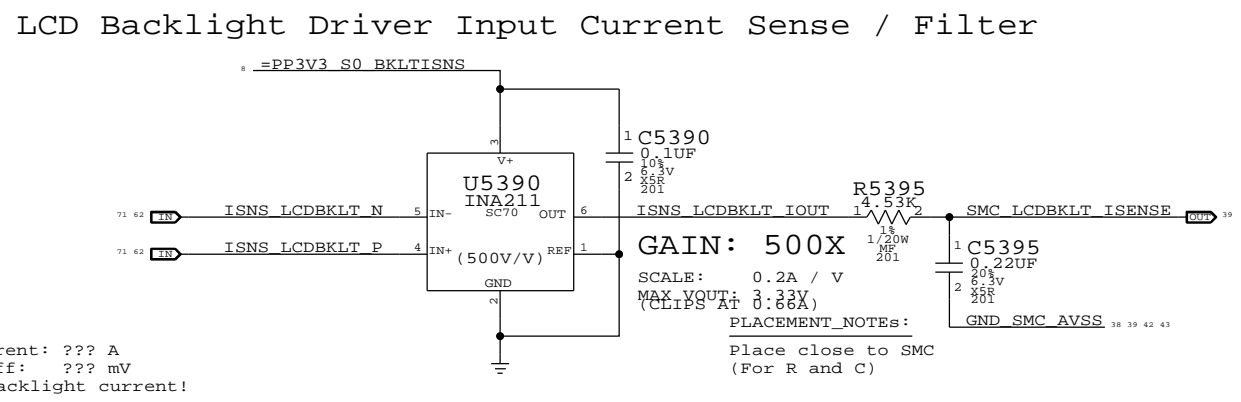 LCD Backlight Driver Input Current Sense / Filter
8 =PP3V3_S0_BKLTISNS
3
V+
1 C5390
0.1UF
10%
6.3V
2 X5R
201
U5390
INA211
SC70
71 62 IN ISNS_LCDBKLT_N 5 IN-
OUT 6 ISNS_LCDBKLT_IOUT
R5395
4.53K
1 2
1%
1/20W
MF
201
SMC_LCDBKLT_ISENSE OUT 39
71 62 IN ISNS_LCDBKLT_P 4 IN+
(500V/V)
REF 1
GND
2
GAIN: 500X
SCALE: 0.2A / V
MAX VOUT: 3.33V
(CLIPS AT 0.66A)
1 C5395
0.22UF
20%
6.3V
2 X5R
201
GND_SMC_AVSS 38 39 42 43
PLACEMENT_NOTEs:
Place close to SMC
(For R and C)
rent: ??? A
ff: ??? mV
acklight current!